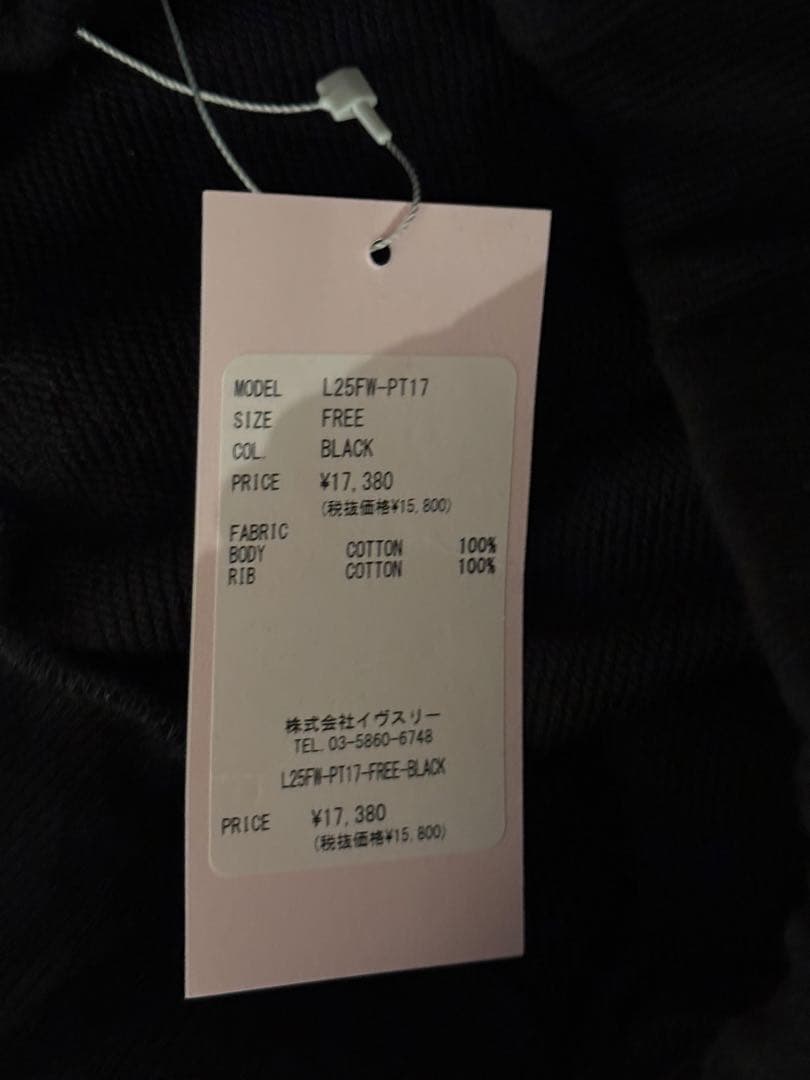 MODEL L25FW-PT17
SIZE FREE
COL. BLACK
PRICE ¥17,380
(税抜価格¥15,800)
FABRIC
BODY COTTON 100%
RIB COTTON 100%
株式会社イヴスリー
TEL.03-5860-6748
L25FW-PT17-FREE-BLACK
PRICE ¥17,380
(税抜価格¥15,800)